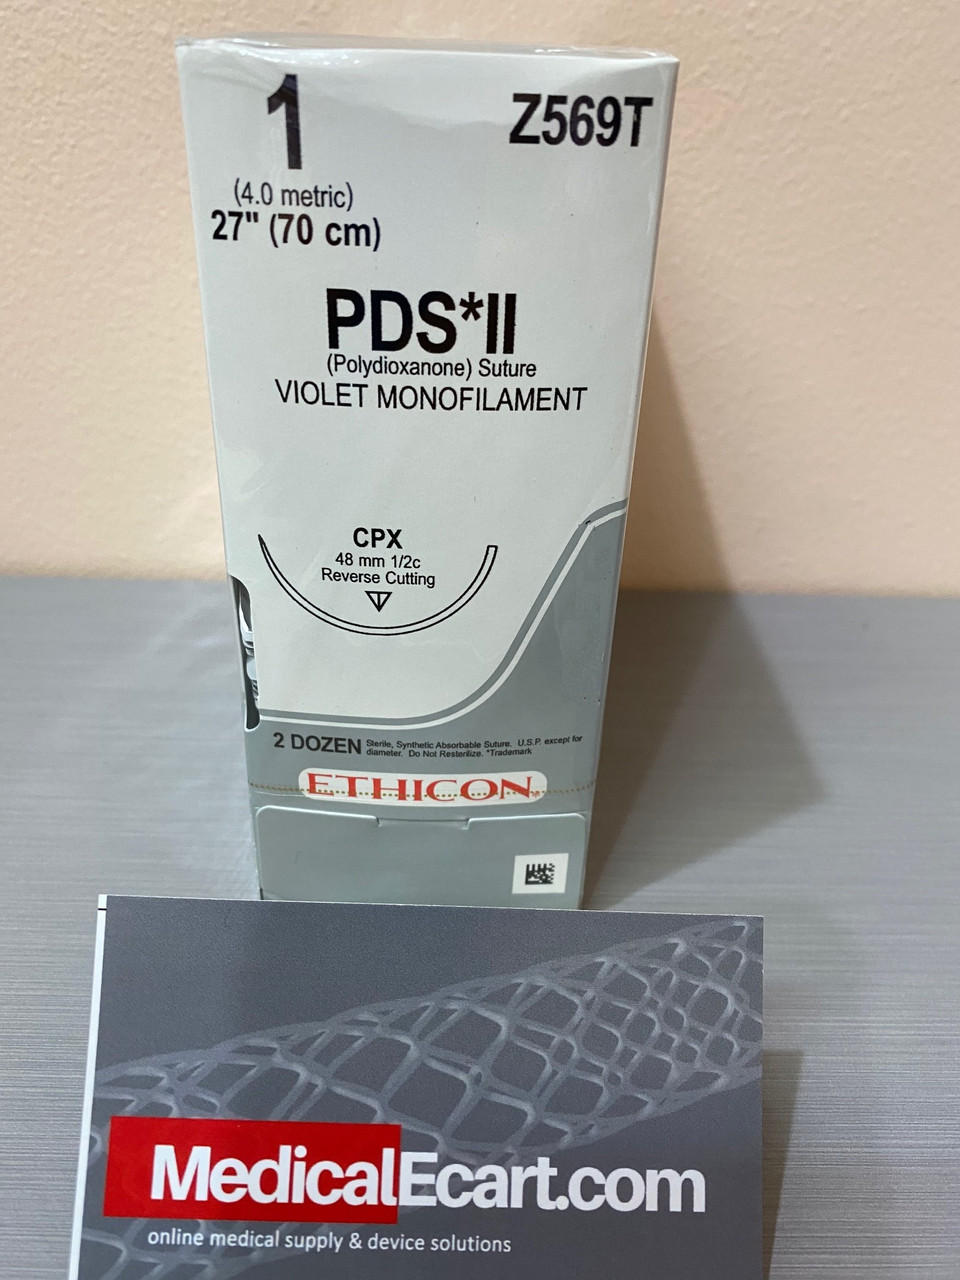 1
Z569T
(4.0 metric)
27" (70 cm)
PDS*II
(Polydioxanone) Suture
VIOLET MONOFILAMENT
CPX
48 mm 1/2c
Reverse Cutting
2 DOZEN
Sterile, Synthetic Absorbable Suture. U.S.P. except for
diameter. Do Not Resterilize. *Trademark
ETHICON
MedicalEcart.com
online medical supply & device solutions